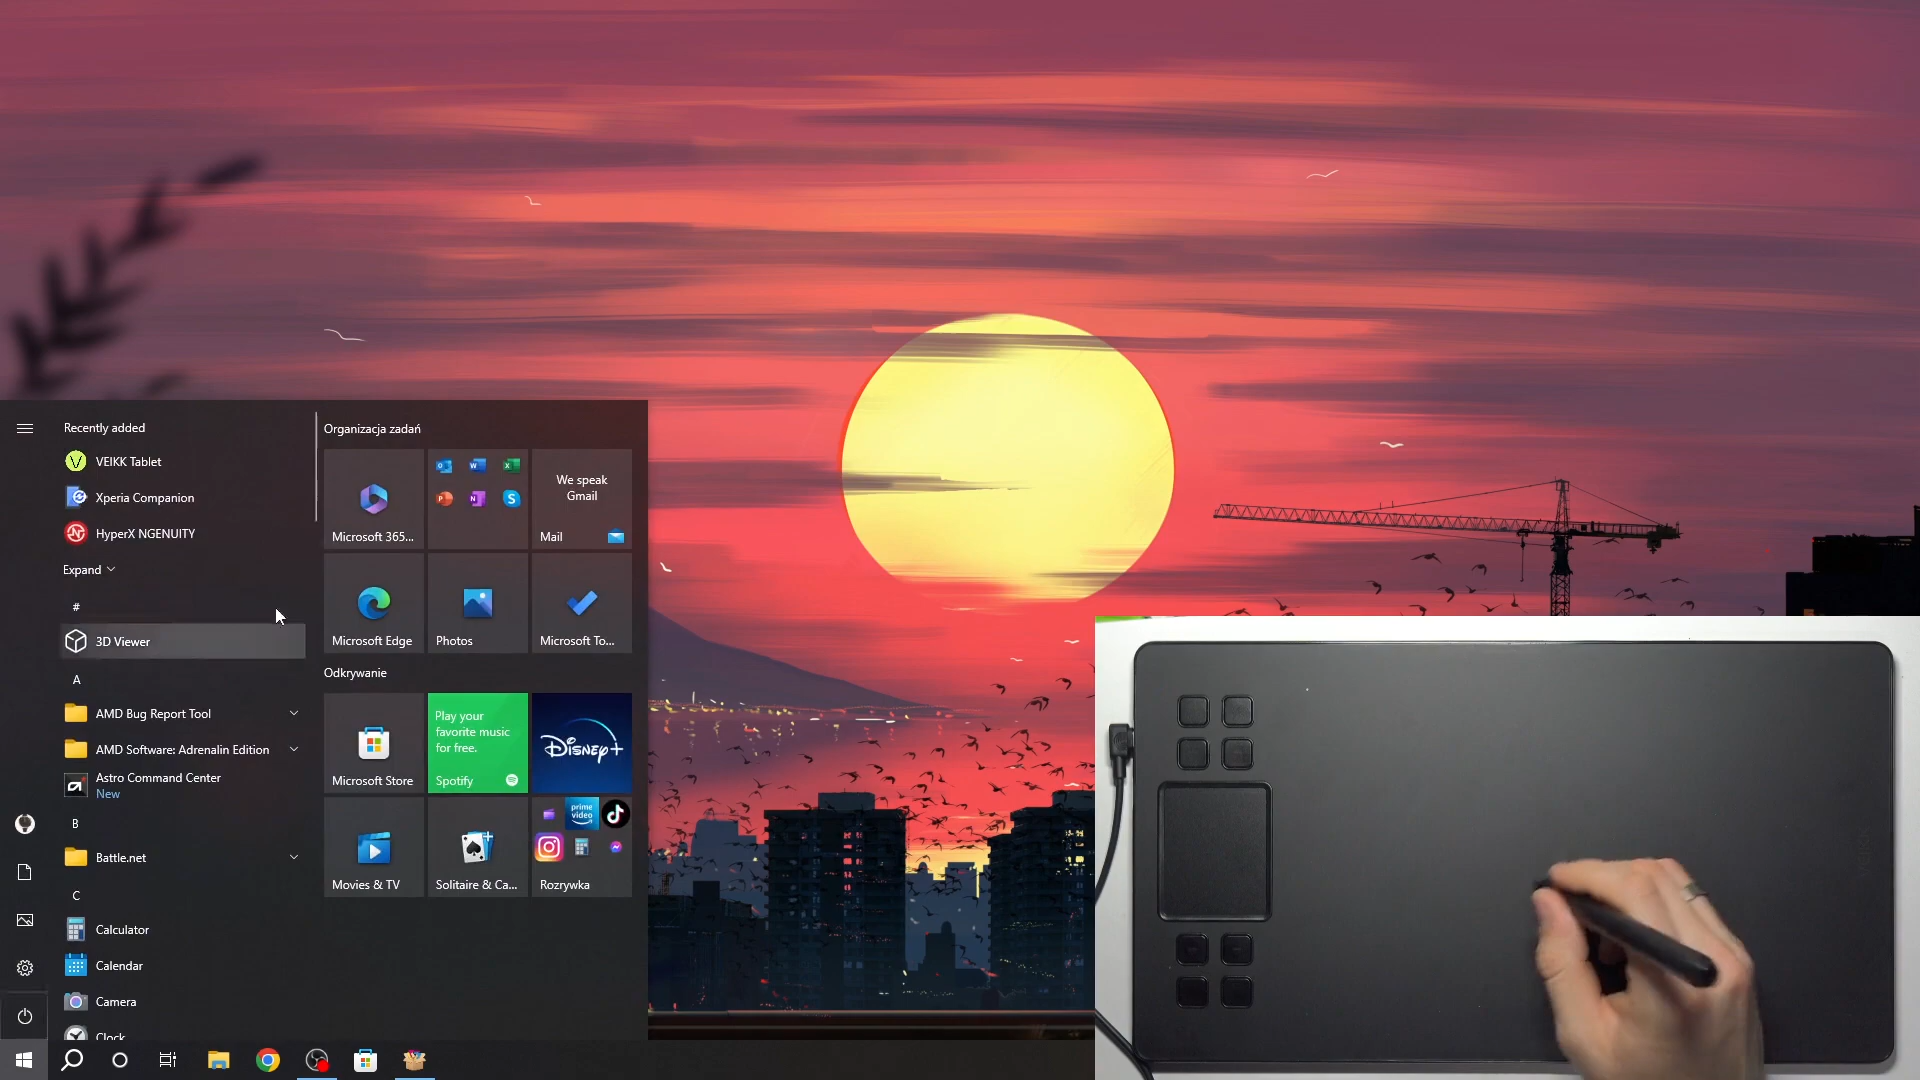 Recently added
VEIKK Tablet
Xperia Companion
HyperX NGENUITY
Expand
#
3D Viewer
A
AMD Bug Report Tool
AMD Software: Adrenalin Edition
Astro Command Center
New
B
Battle.net
C
Calculator
Calendar
Camera
Clock
Organizacja zadań
Microsoft 365...
We speak
Gmail
Mail
Microsoft Edge
Photos
Microsoft To...
Odkrywanie
Microsoft Store
Play your
favorite music
for free.
Spotify
Disney+
Movies & TV
Solitaire & Ca...
prime
video
Rozrywka